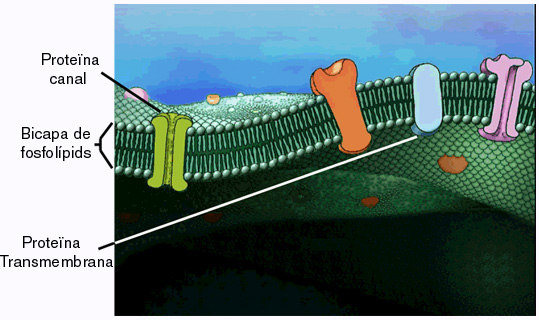 Proteïna
canal
Bicapa de
fosfolípids
Proteïna
Transmembrana